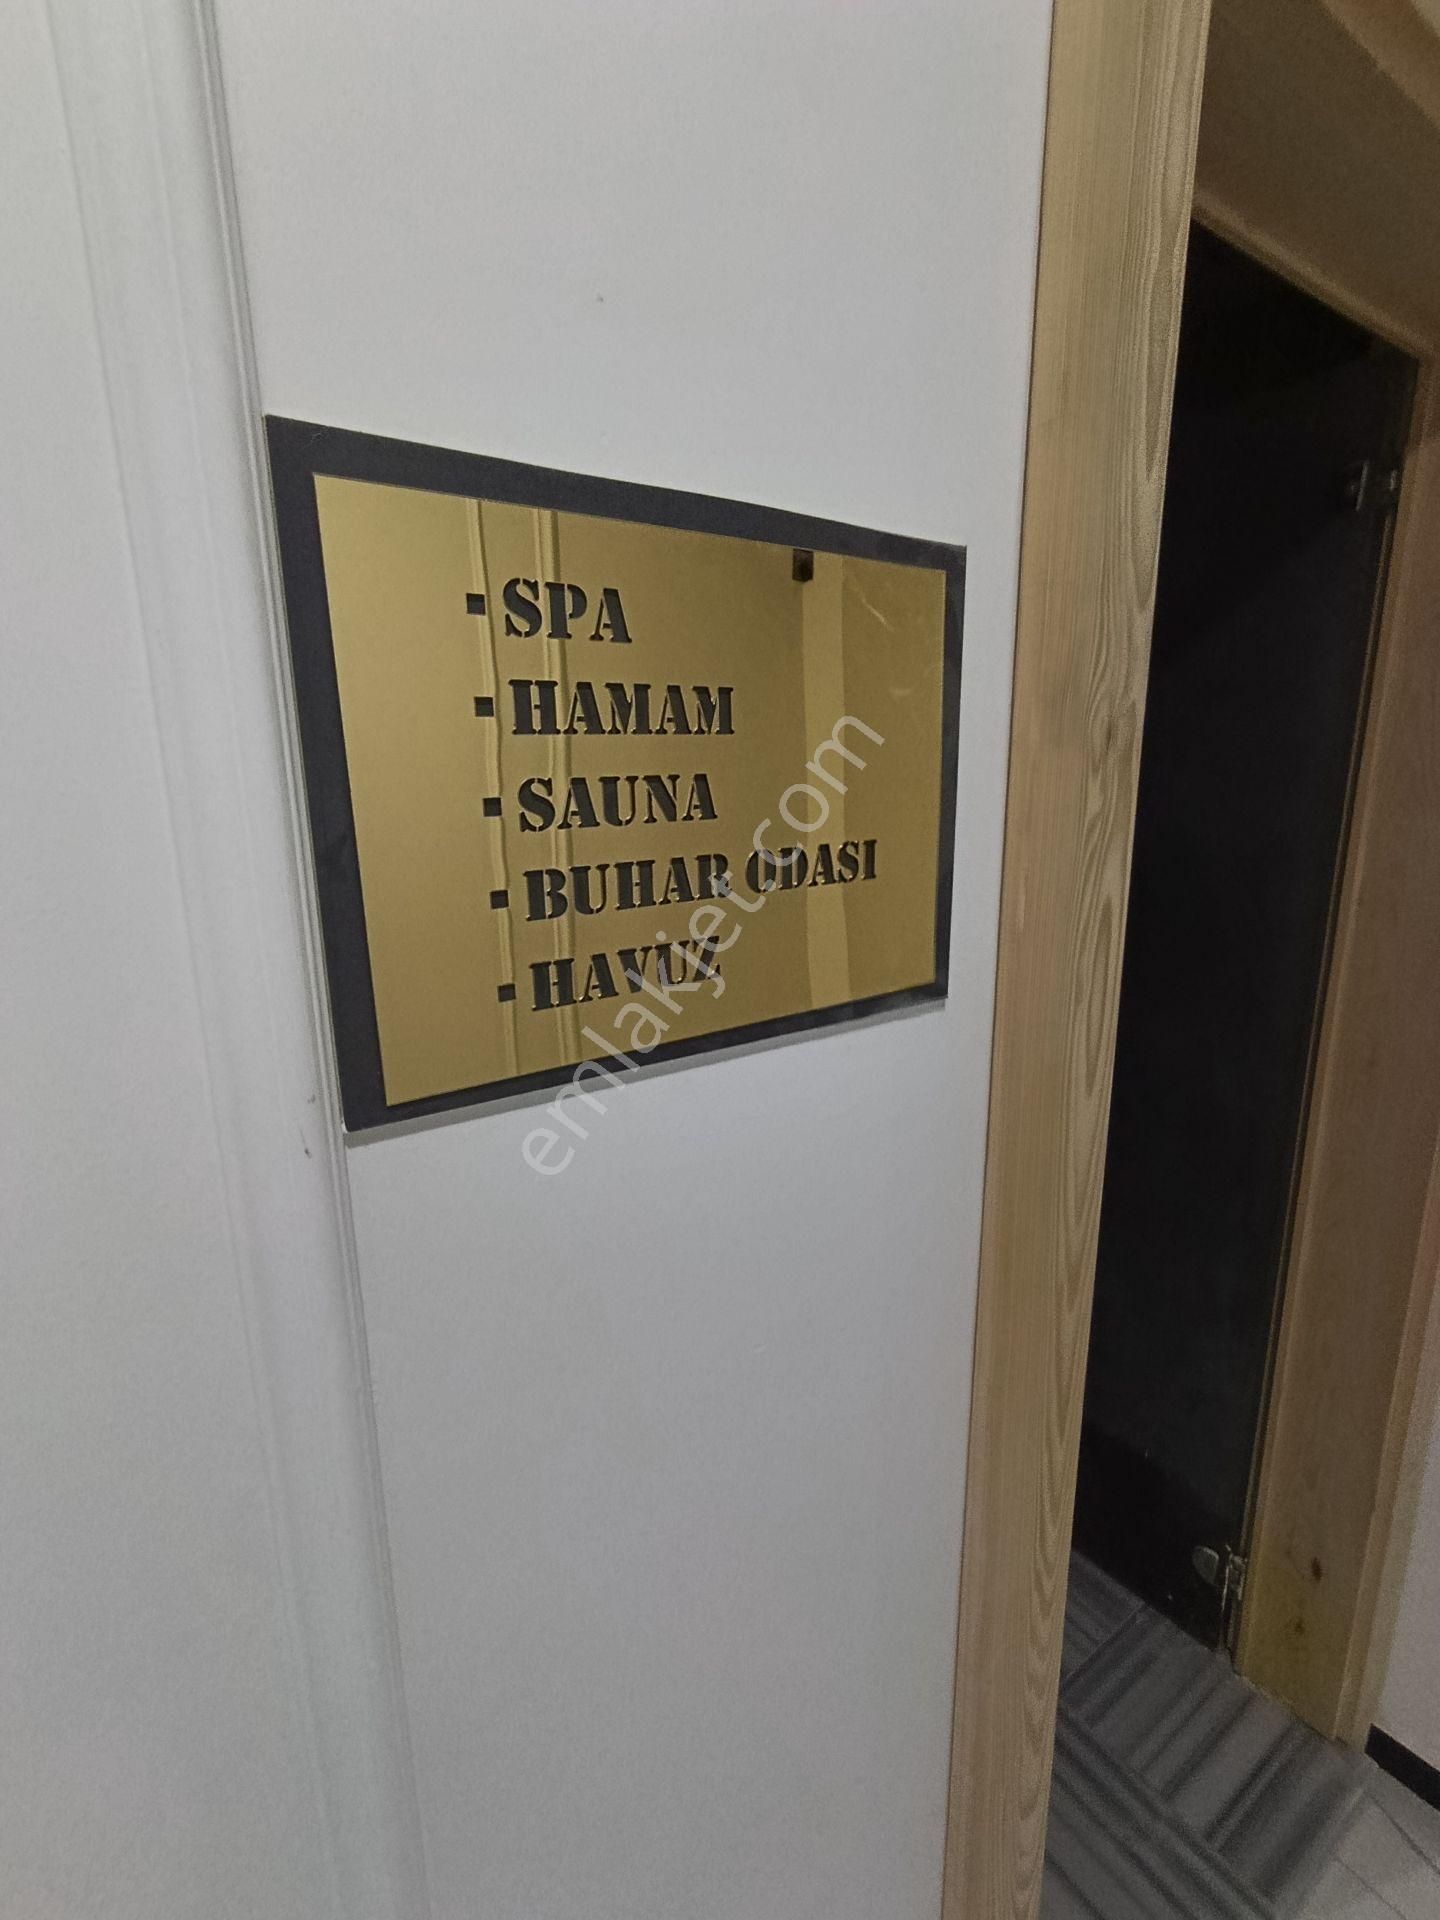 ▪ SPA
▪ HAMAM
▪ SAUNA
▪ BUHAR ODASI
▪ HAVUZ
emlakjet.com